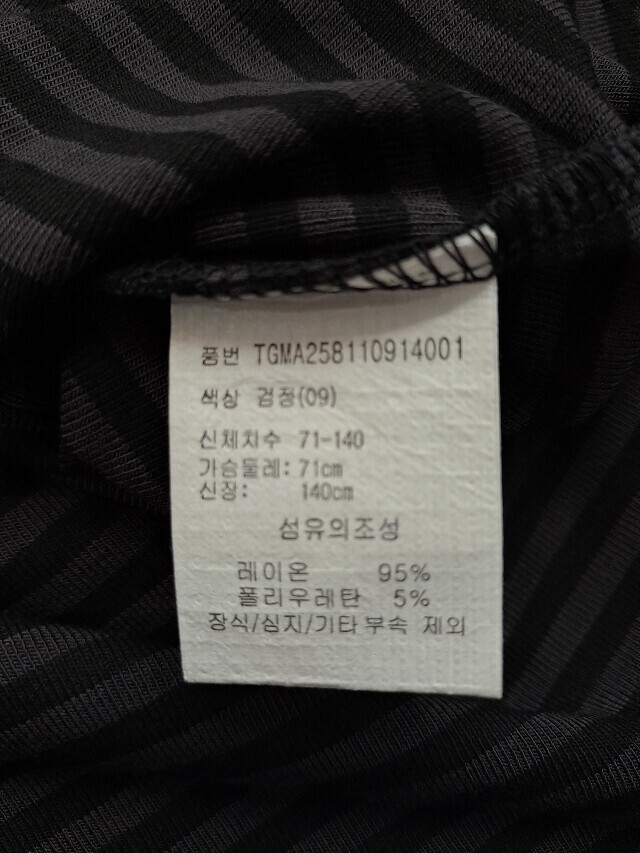 품번 TGMA258110914001
색상 검정(09)
신체치수 71-140
가슴둘레: 71cm
신장: 140cm
섬유의조성
레이온 95%
폴리우레탄 5%
장식/심지/기타부속 제외